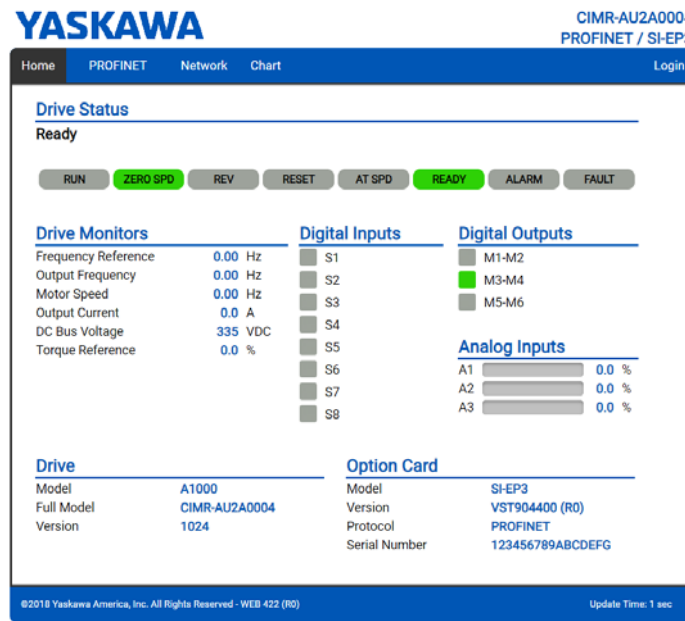 YASKAWA
CIMR-AU2A0004
PROFINET / SI-EP3
Home PROFINET Network Chart Login
Drive Status
Ready
RUN ZERO SPD REV RESET AT SPD READY ALARM FAULT
Drive Monitors
Frequency Reference 0.00 Hz
Output Frequency 0.00 Hz
Motor Speed 0.00 Hz
Output Current 0.0 A
DC Bus Voltage 335 VDC
Torque Reference 0.0 %
Digital Inputs
S1
S2
S3
S4
S5
S6
S7
S8
Digital Outputs
M1-M2
M3-M4
M5-M6
Analog Inputs
A1 0.0 %
A2 0.0 %
A3 0.0 %
Drive
Model A1000
Full Model CIMR-AU2A0004
Version 1024
Option Card
Model SI-EP3
Version VST904400 (R0)
Protocol PROFINET
Serial Number 123456789ABCDEFG
©2018 Yaskawa America, Inc. All Rights Reserved - WEB 422 (R0) Update Time: 1 sec